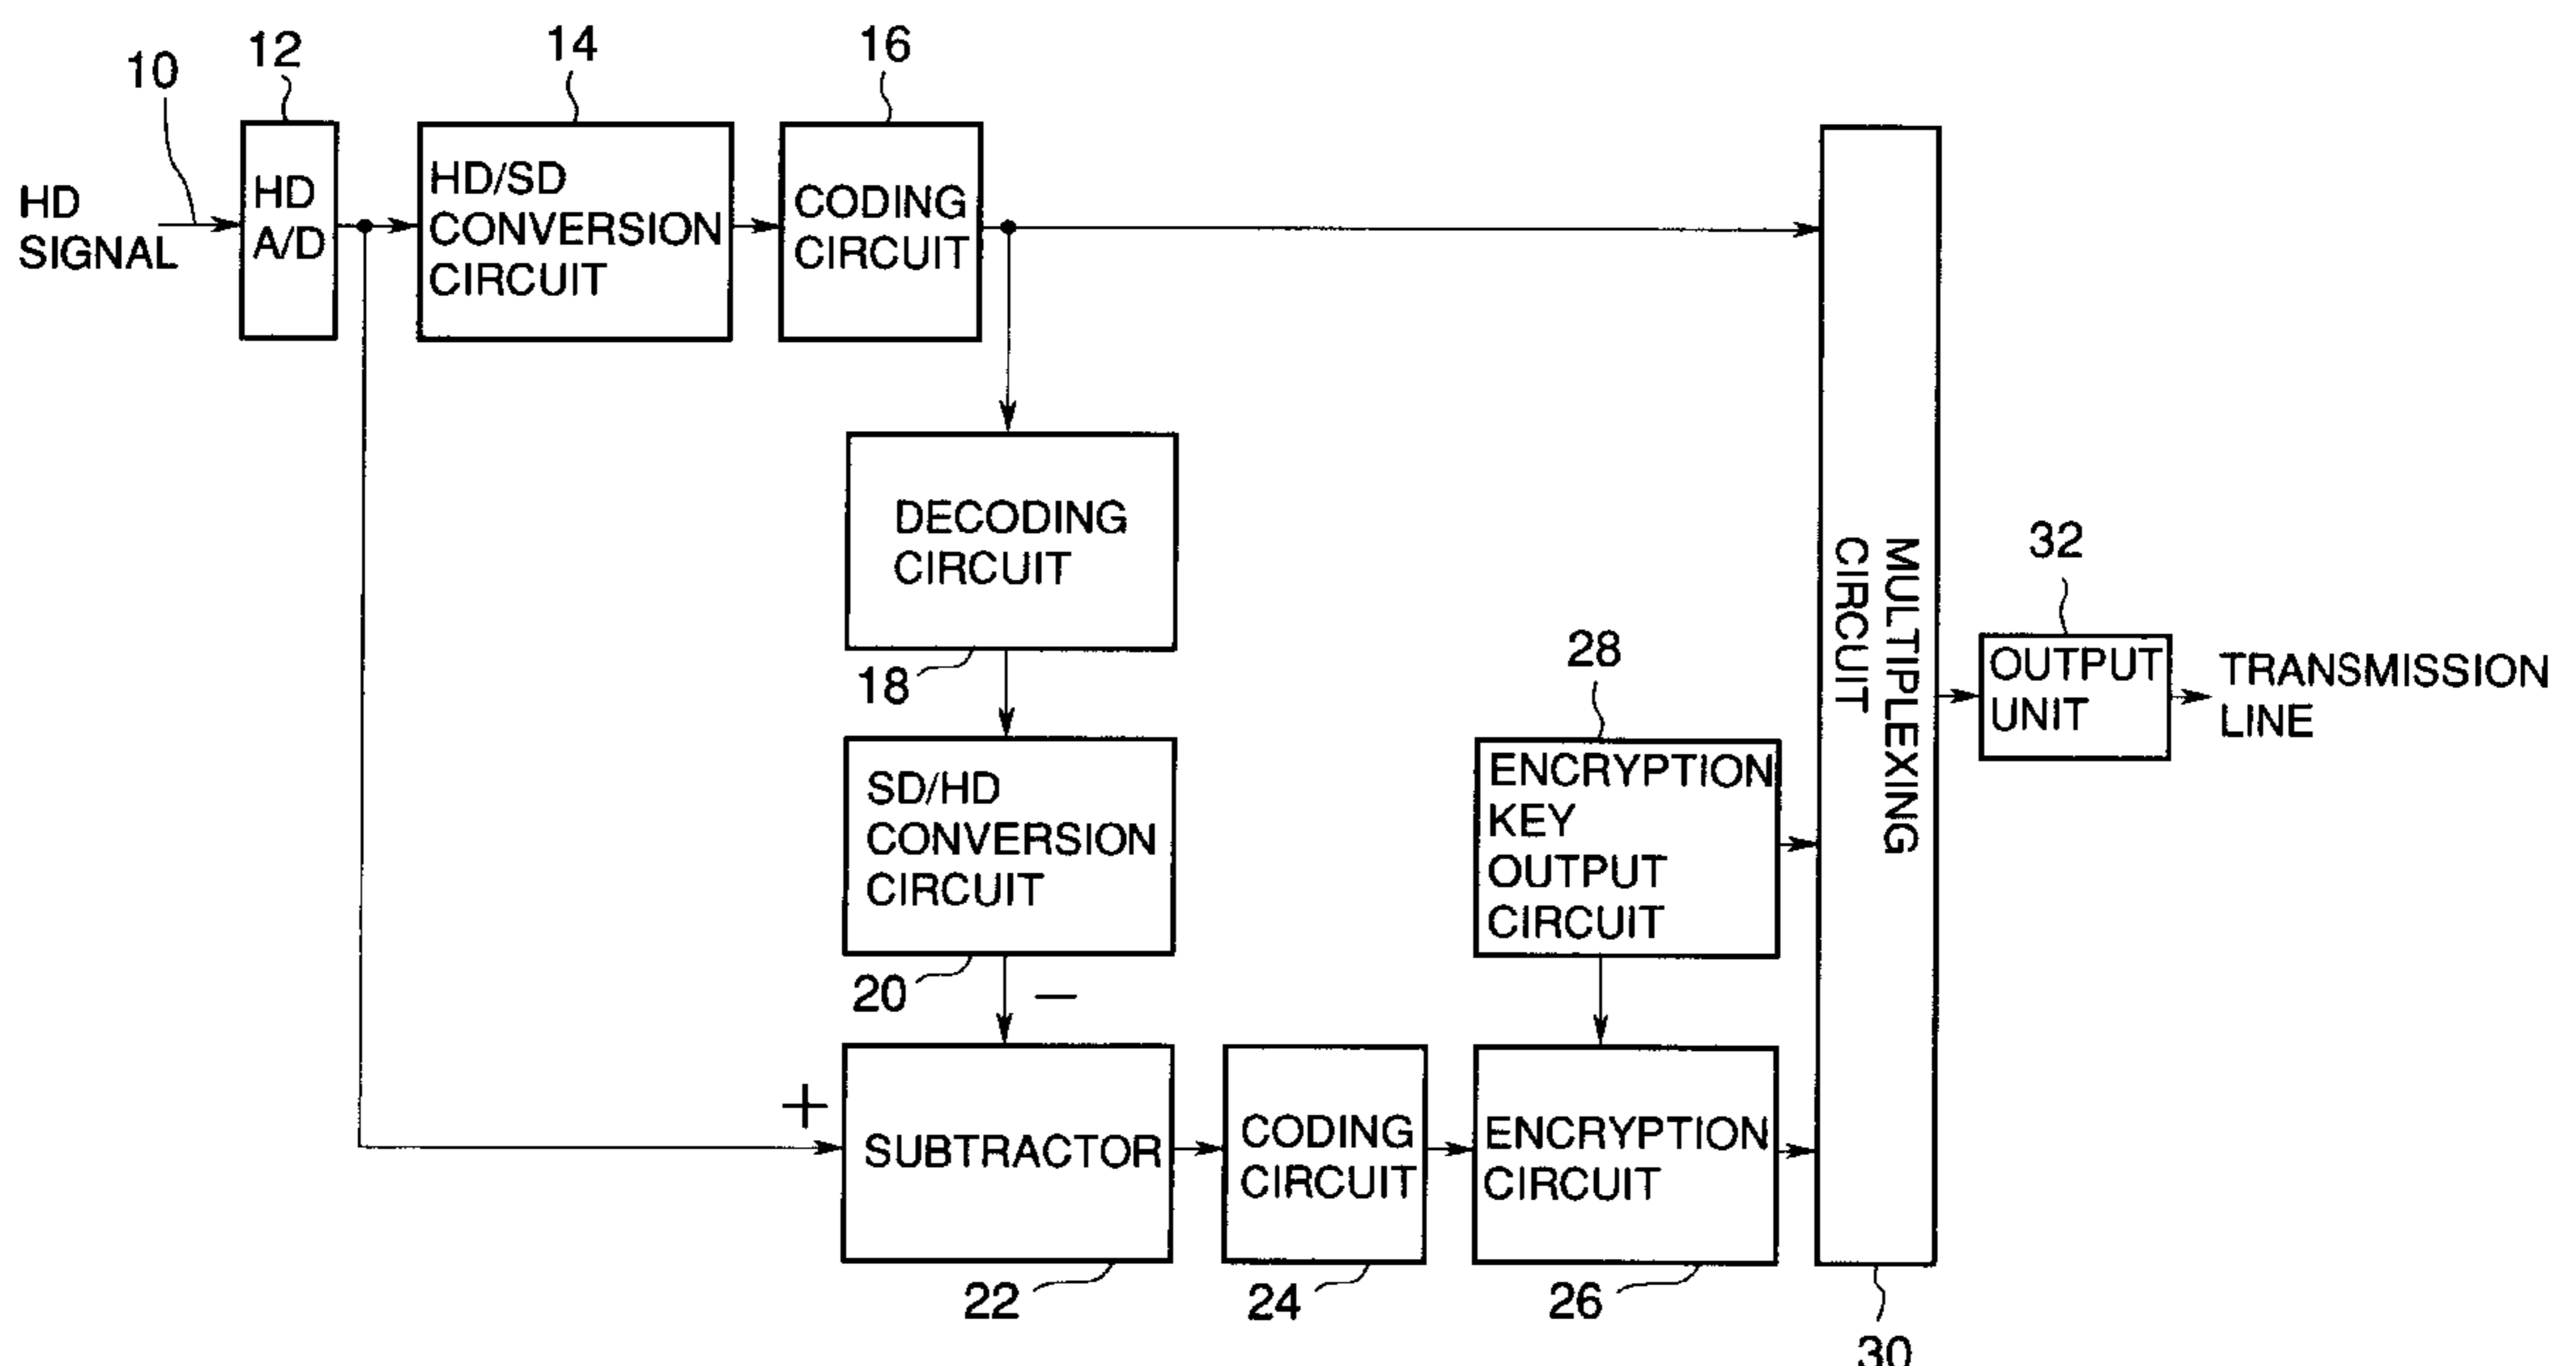 10
12
14
16
HD
SIGNAL
HD
A/D
HD/SD
CONVERSION
CIRCUIT
CODING
CIRCUIT
DECODING
CIRCUIT
18
SD/HD
CONVERSION
CIRCUIT
20
−
+
SUBTRACTOR
22
CODING
CIRCUIT
24
28
ENCRYPTION
KEY
OUTPUT
CIRCUIT
ENCRYPTION
CIRCUIT
26
MULTIPLEXING
CIRCUIT
30
32
OUTPUT
UNIT
TRANSMISSION
LINE